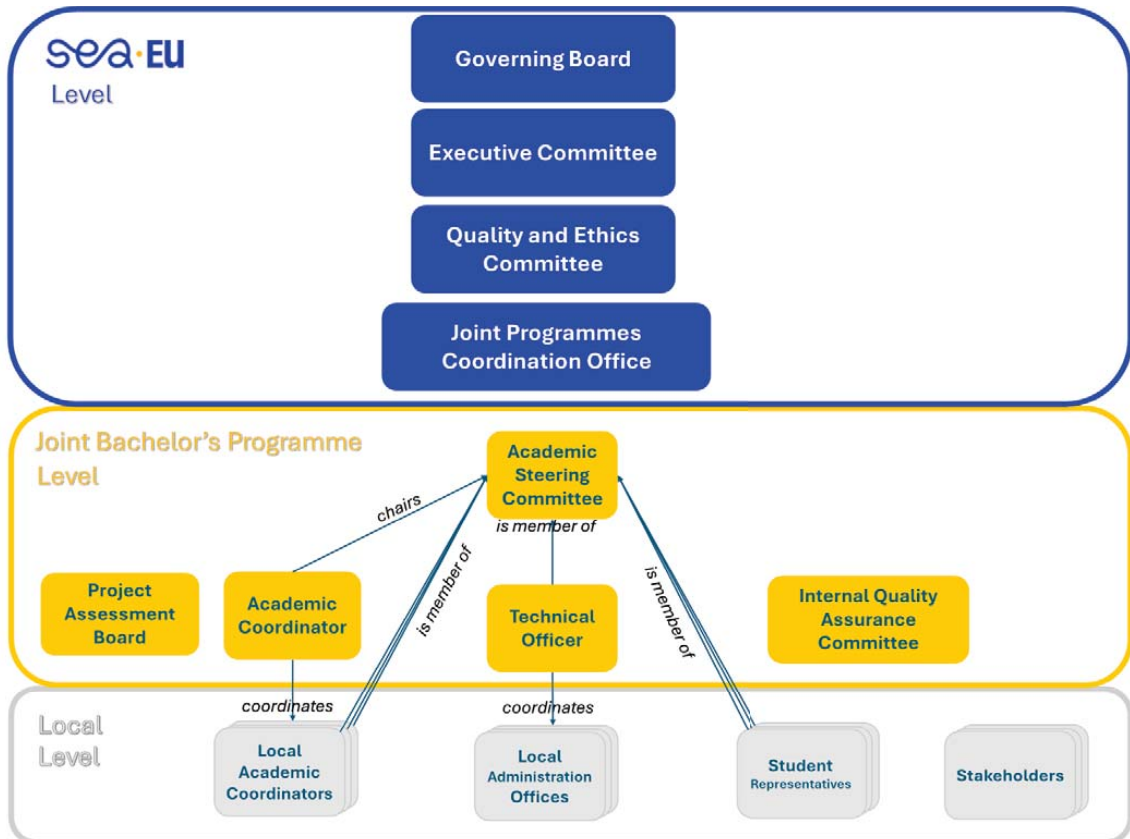 sea·EU
Level
Governing Board
Executive Committee
Quality and Ethics
Committee
Joint Programmes
Coordination Office
Joint Bachelor's Programme
Level
Academic
Steering
Committee
chairs
is member of
is member of
is member of
Project
Assessment
Board
Academic
Coordinator
Technical
Officer
Internal Quality
Assurance
Committee
Local
Level
coordinates
coordinates
Local
Academic
Coordinators
Local
Administration
Offices
Student
Representatives
Stakeholders